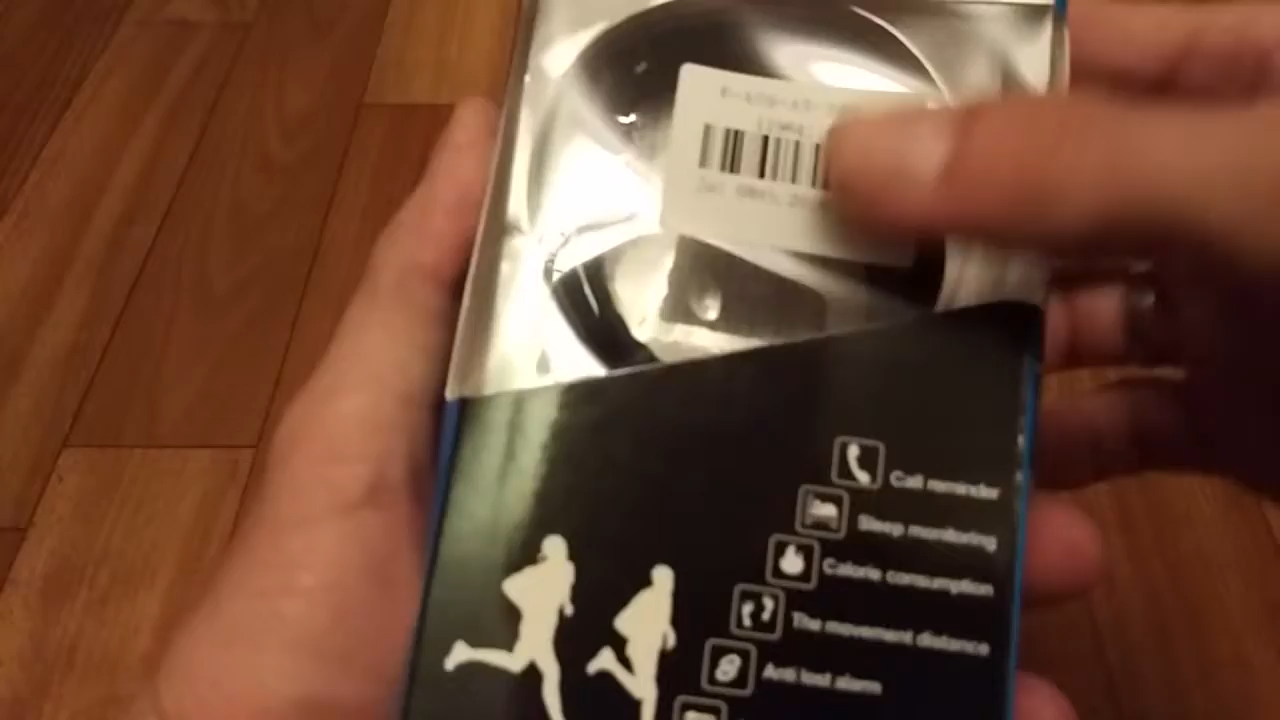 Call reminder
Sleep monitoring
Calorie consumption
The movement distance
Anti lost alarm